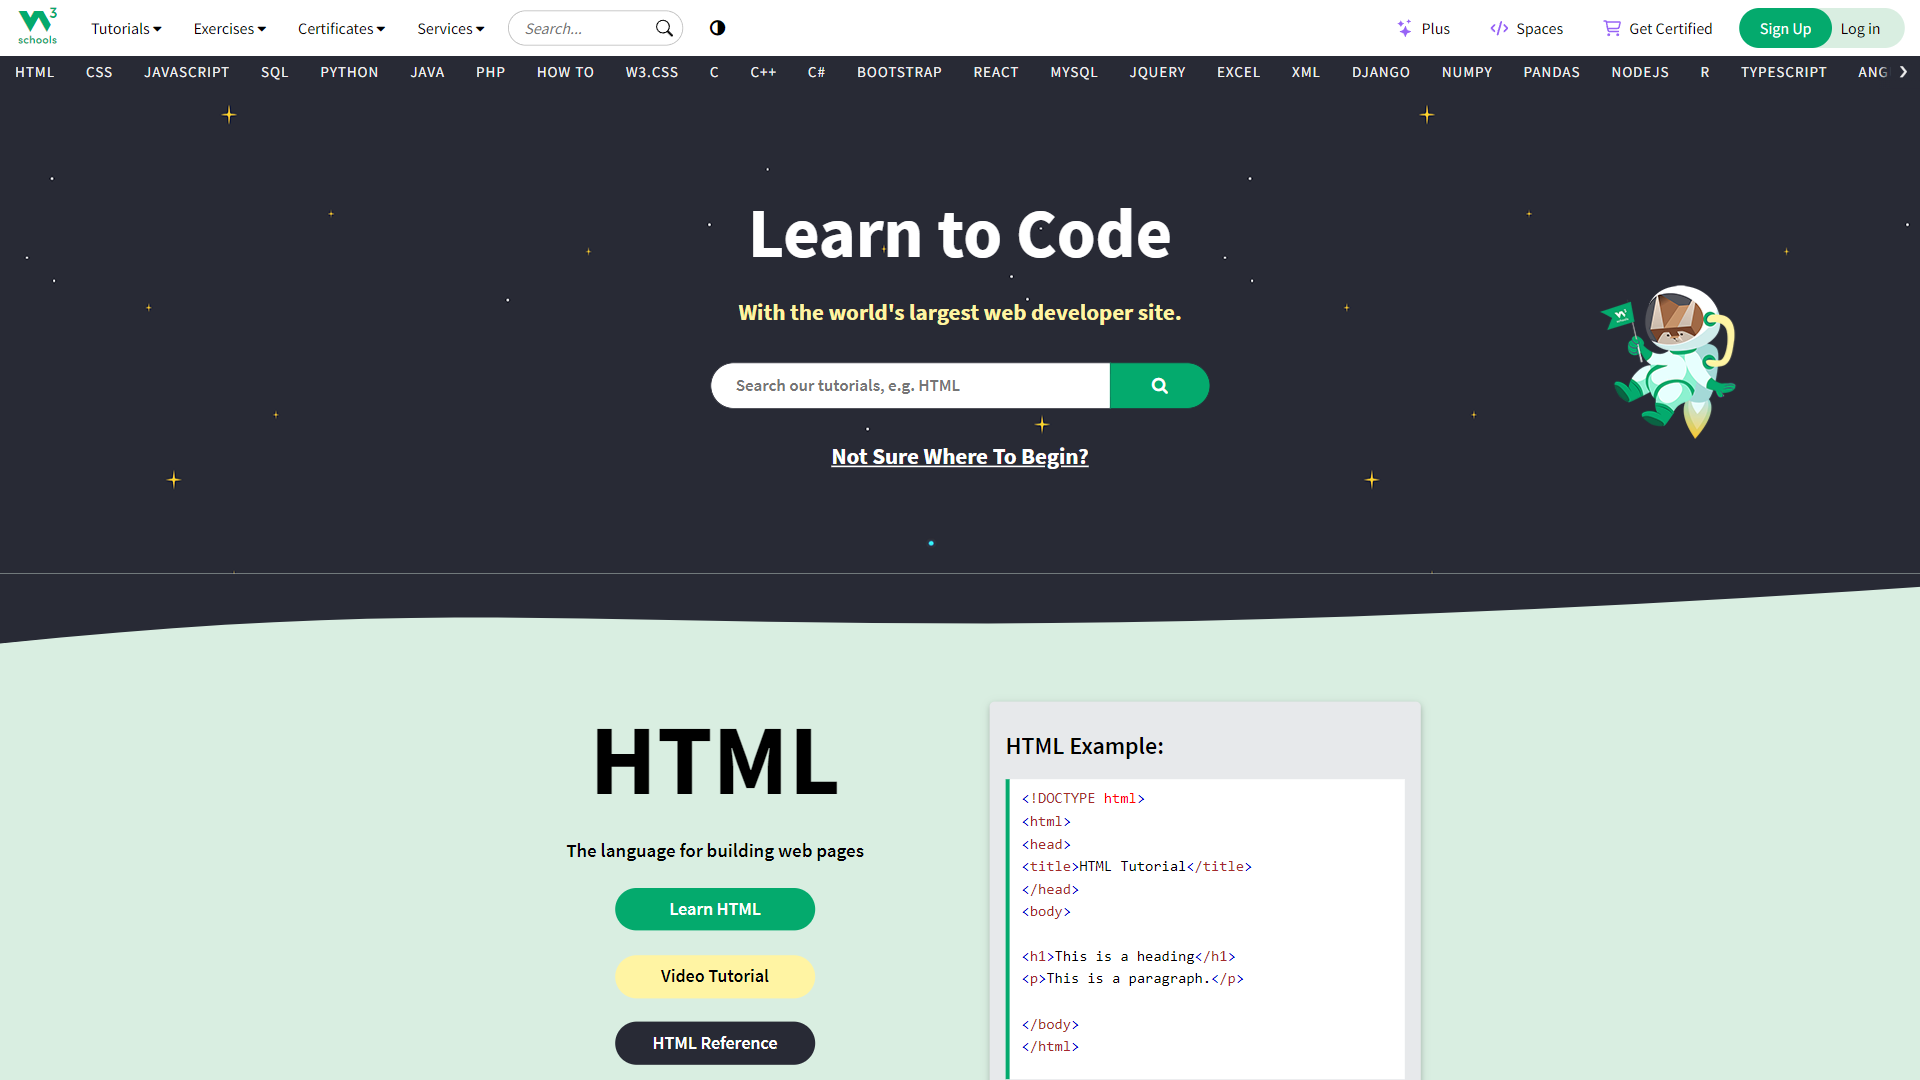 W3 schools
Tutorials Exercises Certificates Services Search... Plus Spaces Get Certified Sign Up Log in
HTML CSS JAVASCRIPT SQL PYTHON JAVA PHP HOW TO W3.CSS C C++ C# BOOTSTRAP REACT MYSQL JQUERY EXCEL XML DJANGO NUMPY PANDAS NODEJS R TYPESCRIPT ANG
Learn to Code
With the world's largest web developer site.
Search our tutorials, e.g. HTML
Not Sure Where To Begin?
HTML
The language for building web pages
Learn HTML
Video Tutorial
HTML Reference
HTML Example:
<!DOCTYPE html>
<html>
<head>
<title>HTML Tutorial</title>
</head>
<body>
<h1>This is a heading</h1>
<p>This is a paragraph.</p>
</body>
</html>